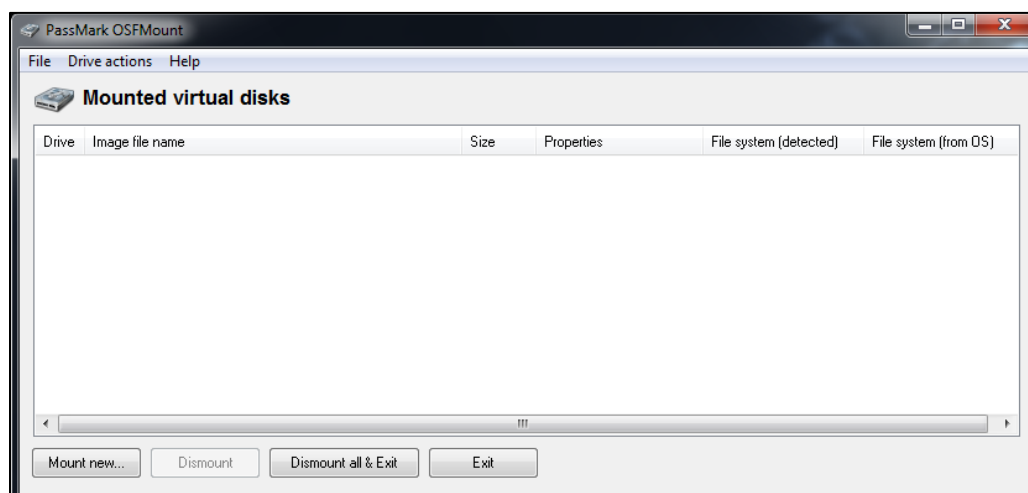 PassMark OSFMount
File Drive actions Help
Mounted virtual disks
Drive Image file name Size Properties File system (detected) File system (from OS)
Mount new... Dismount Dismount all & Exit Exit